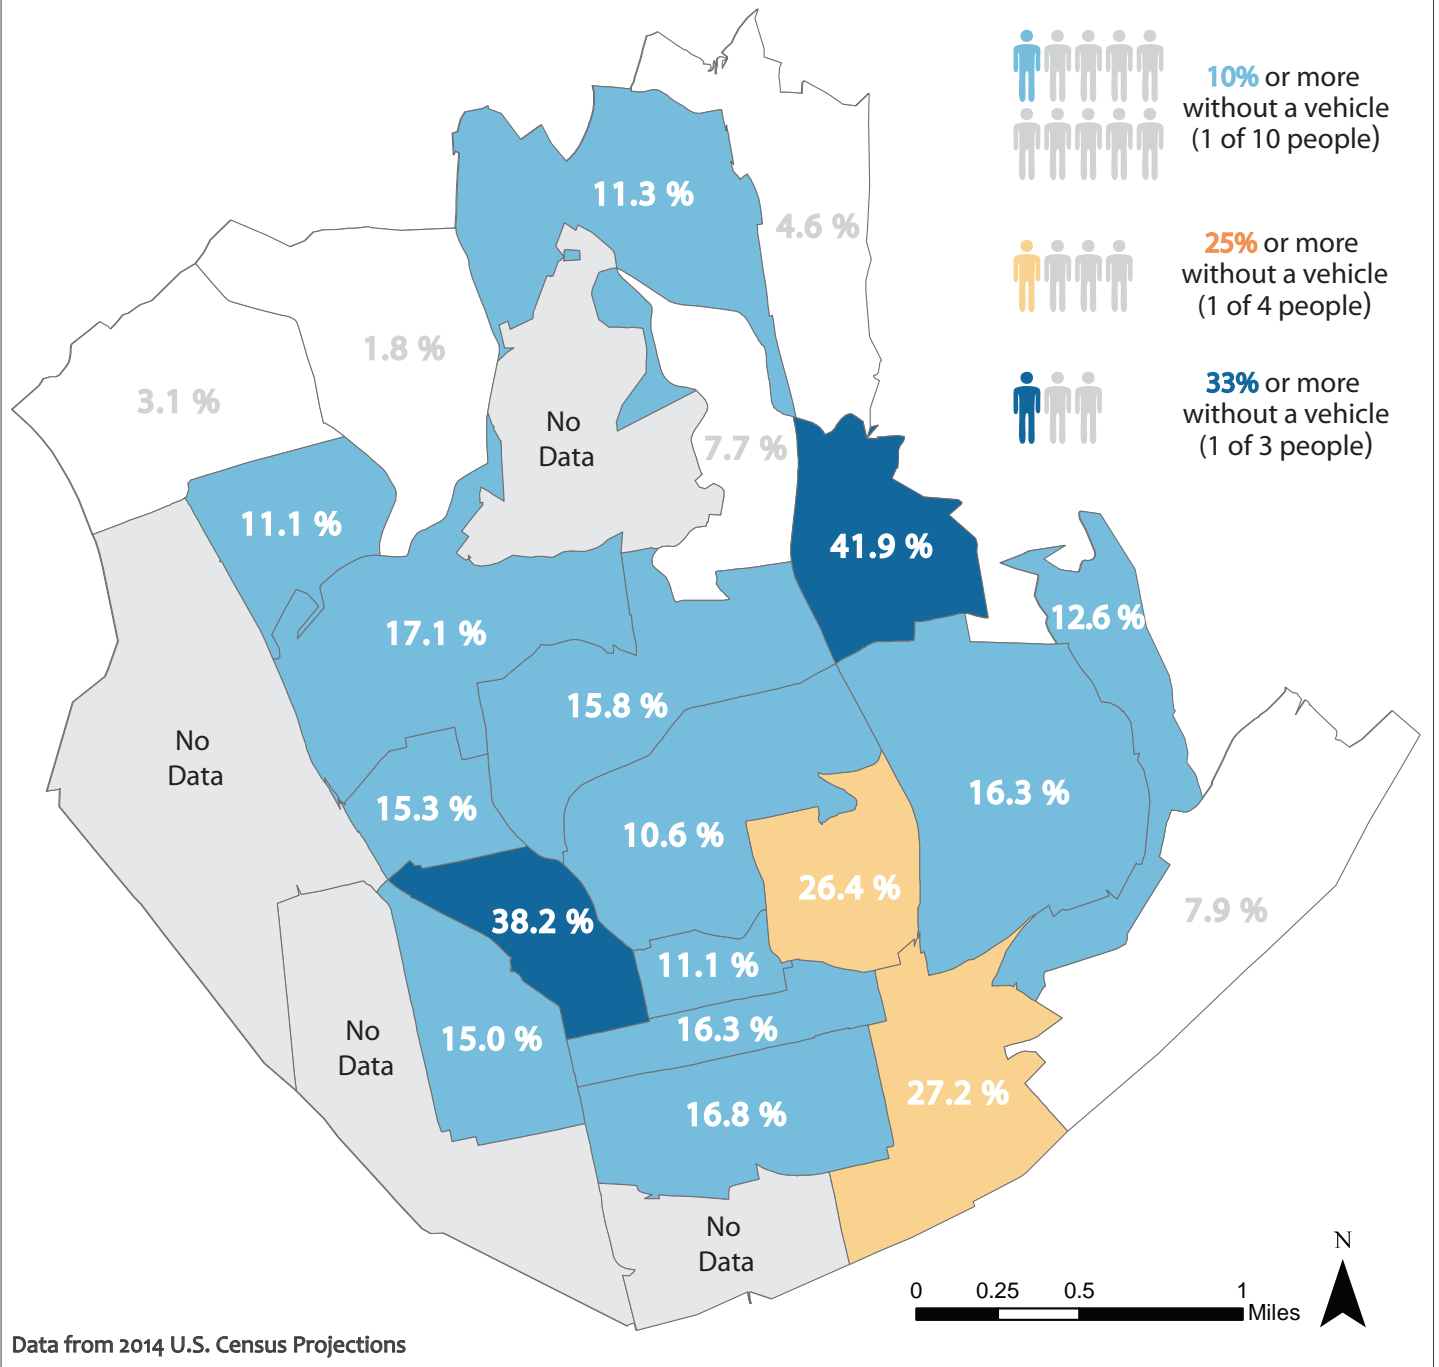 10% or more
without a vehicle
(1 of 10 people)
25% or more
without a vehicle
(1 of 4 people)
33% or more
without a vehicle
(1 of 3 people)
11.3 %
4.6 %
1.8 %
3.1 %
No
Data
7.7 %
11.1 %
41.9 %
12.6 %
17.1 %
15.8 %
No
Data
15.3 %
16.3 %
10.6 %
26.4 %
38.2 %
7.9 %
11.1 %
No
Data
15.0 %
16.3 %
27.2 %
16.8 %
No
Data
N
0 0.25 0.5 1
Miles
Data from 2014 U.S. Census Projections